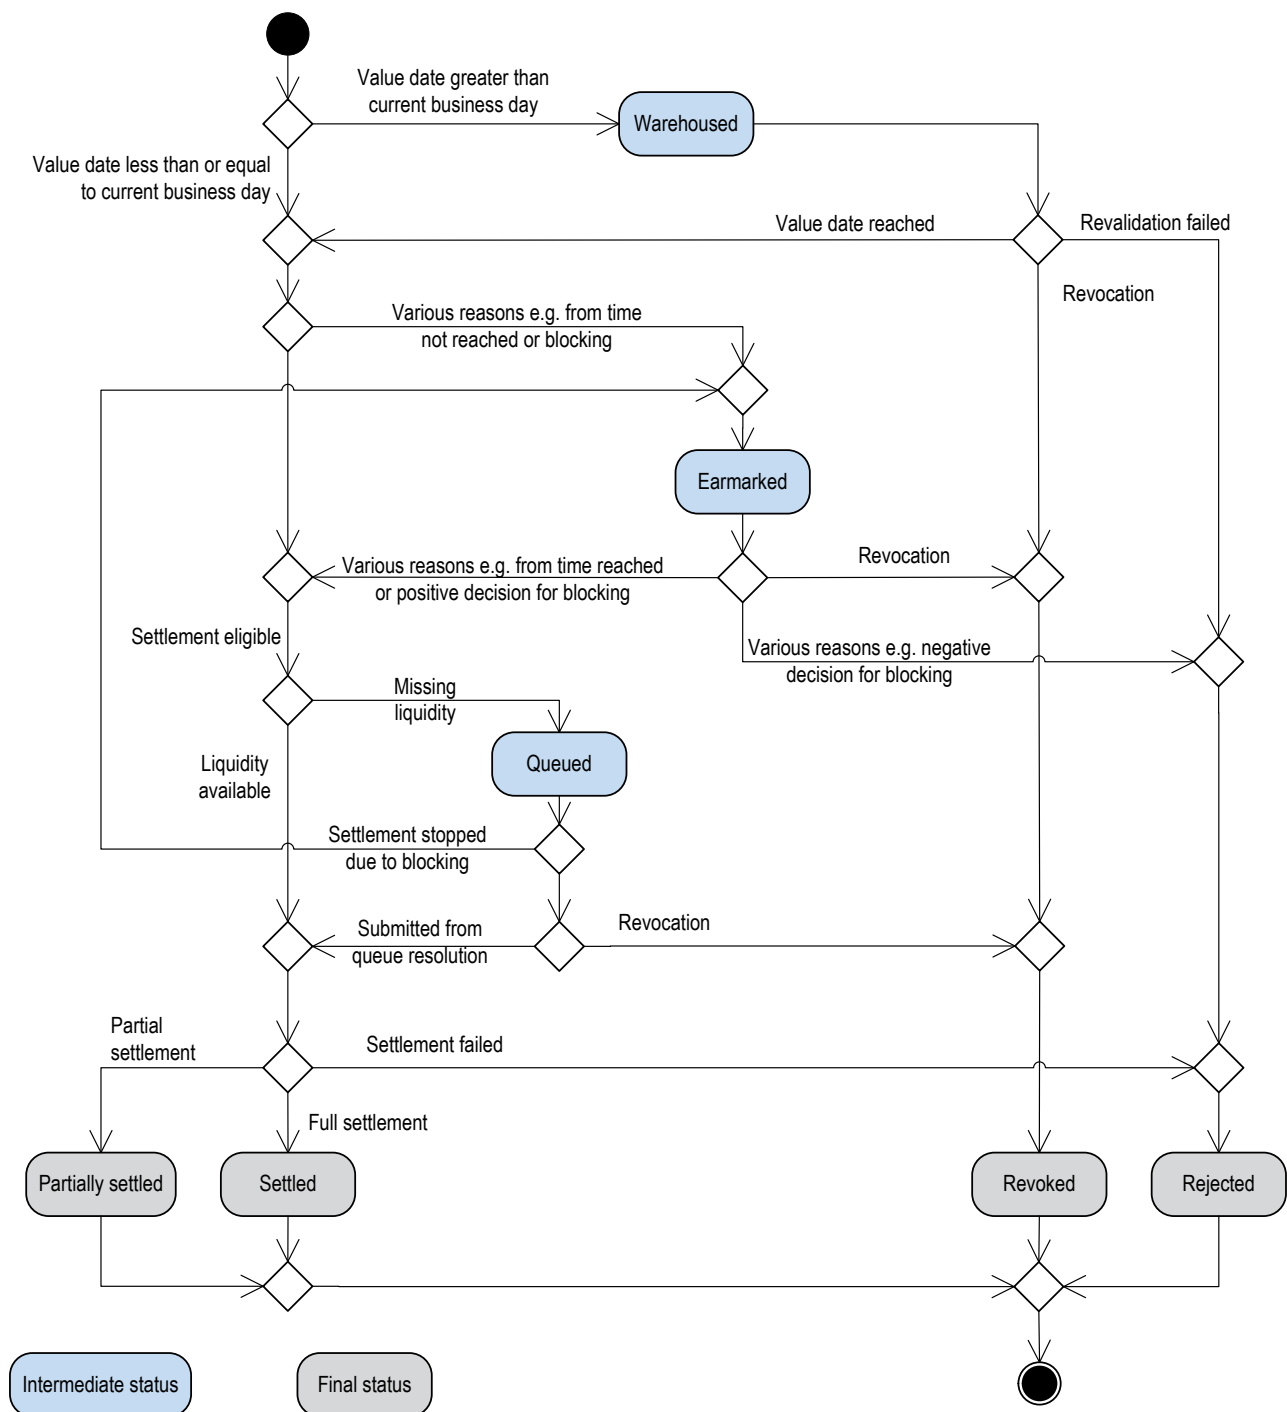 Value date greater than
current business day
Warehoused
Value date less than or equal
to current business day
Value date reached
Revalidation failed
Revocation
Various reasons e.g. from time
not reached or blocking
Earmarked
Various reasons e.g. from time reached
or positive decision for blocking
Revocation
Settlement eligible
Various reasons e.g. negative
decision for blocking
Missing
liquidity
Queued
Liquidity
available
Settlement stopped
due to blocking
Submitted from
queue resolution
Revocation
Partial
settlement
Settlement failed
Full settlement
Partially settled
Settled
Revoked
Rejected
Intermediate status
Final status